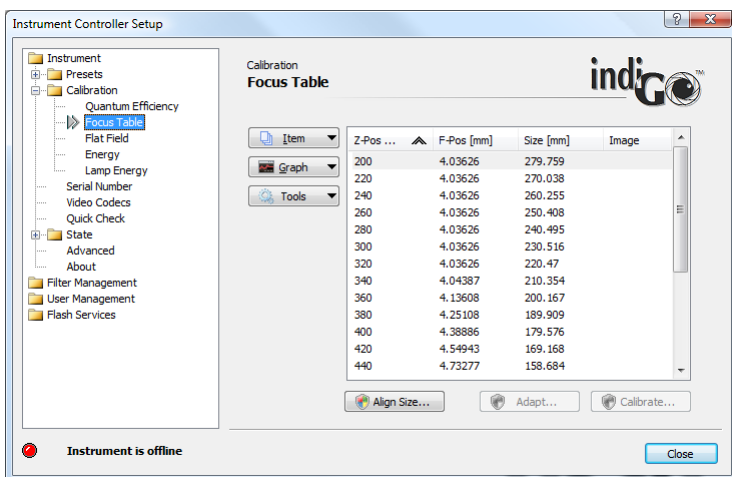 Instrument Controller Setup
Instrument
Presets
Calibration
Quantum Efficiency
Focus Table
Flat Field
Energy
Lamp Energy
Serial Number
Video Codecs
Quick Check
State
Advanced
About
Filter Management
User Management
Flash Services
Calibration
Focus Table
indiGO™
Item
Graph
Tools
Z-Pos ... F-Pos [mm] Size [mm] Image
200 4.03626 279.759
220 4.03626 270.038
240 4.03626 260.255
260 4.03626 250.408
280 4.03626 240.495
300 4.03626 230.516
320 4.03626 220.47
340 4.04387 210.354
360 4.13608 200.167
380 4.25108 189.909
400 4.38886 179.576
420 4.54943 169.168
440 4.73277 158.684
Align Size... Adapt... Calibrate...
Instrument is offline
Close